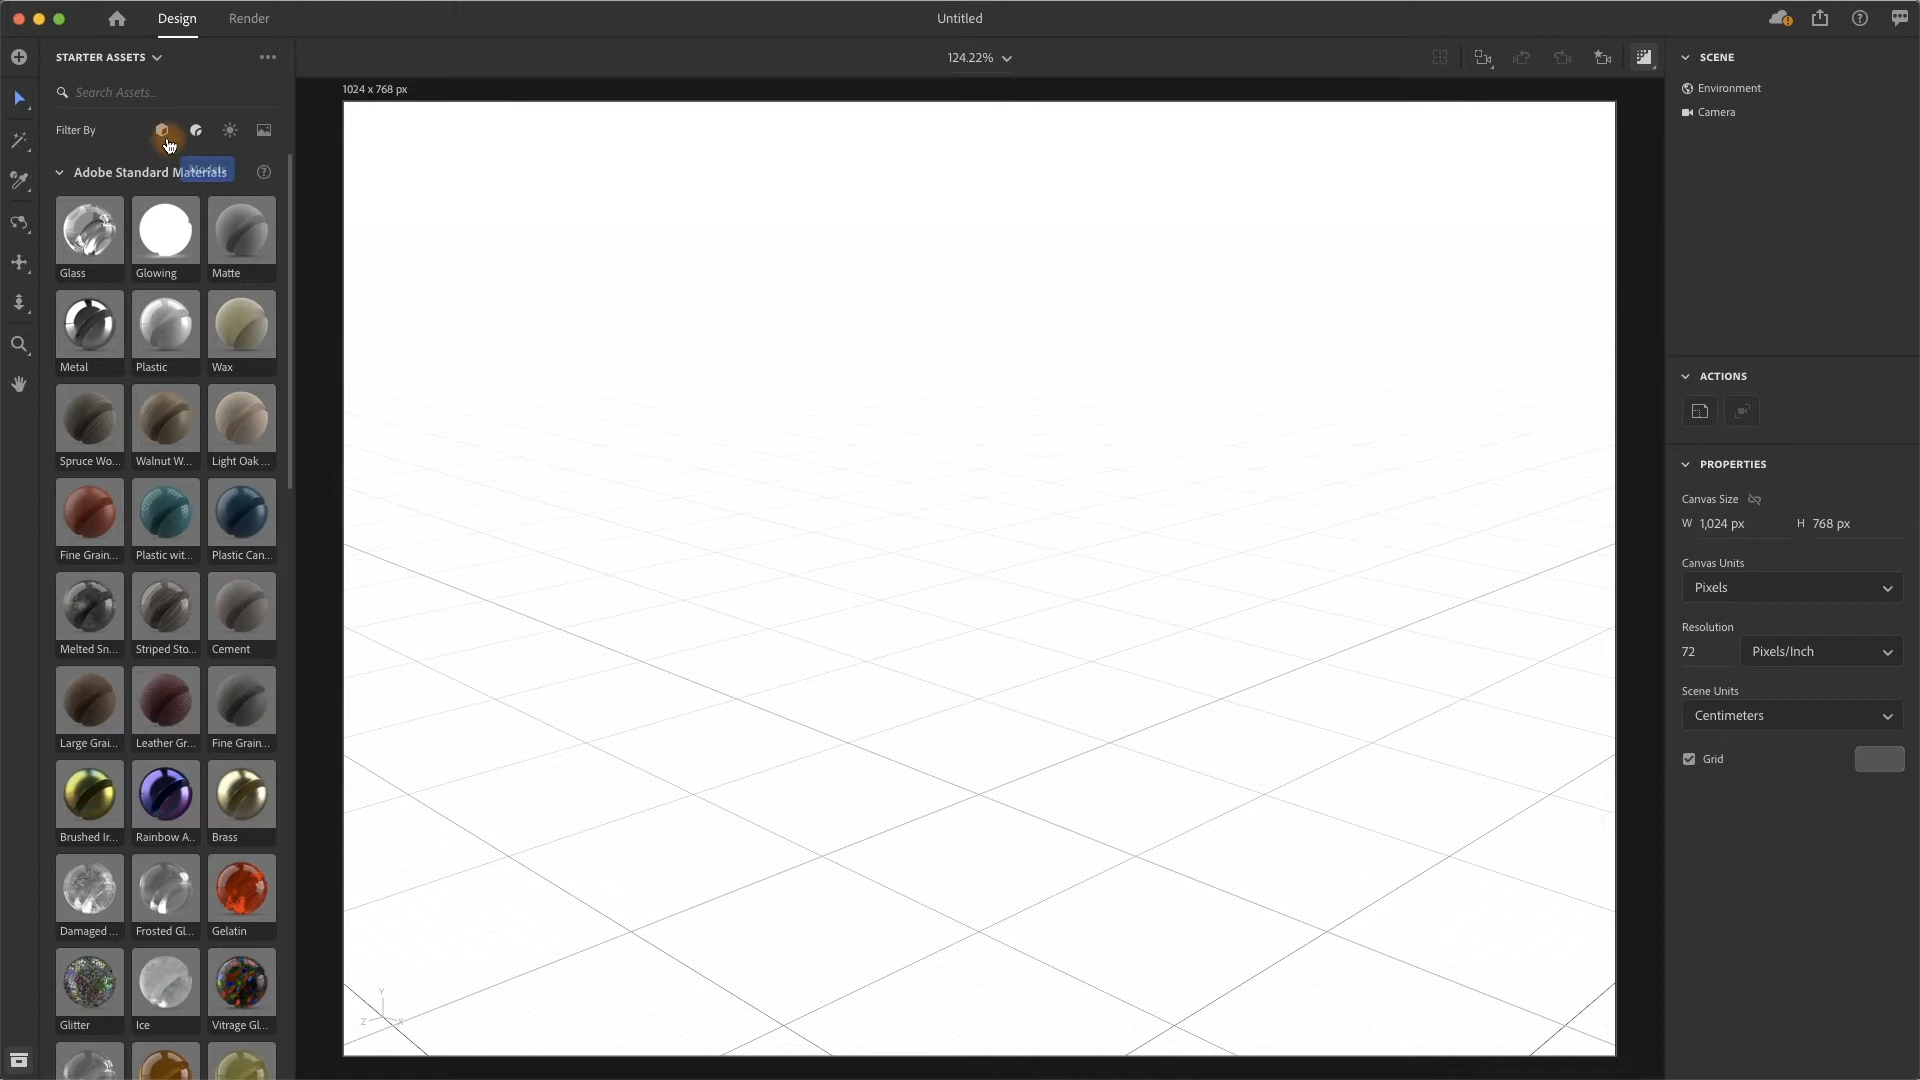 Design
Render
Untitled
STARTER ASSETS
Search Assets...
Filter By
Adobe Standard Materials
Glass
Glowing
Matte
Metal
Plastic
Wax
Spruce Wo...
Walnut W...
Light Oak ...
Fine Grain...
Plastic wit...
Plastic Can...
Melted Sn...
Striped Sto...
Cement
Large Grai...
Leather Gr...
Fine Grain...
Brushed Ir...
Rainbow A..
Brass
Damaged ...
Frosted Gl...
Gelatin
Glitter
Ice
Vitrage Gl...
124.22%
1024 x 768 px
Y
Z
X
SCENE
Environment
Camera
ACTIONS
PROPERTIES
Canvas Size
W 1,024 px H 768 px
Canvas Units
Pixels
Resolution
72 Pixels/Inch
Scene Units
Centimeters
Grid